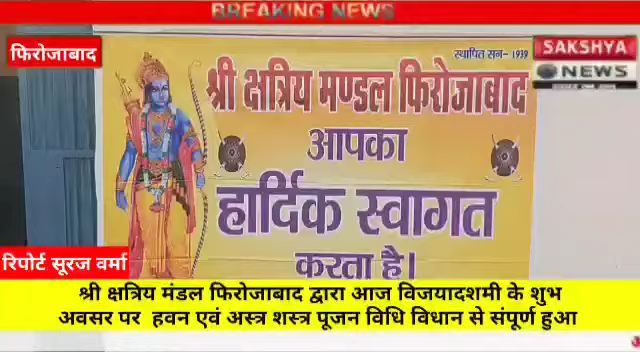 BREAKING NEWS
फिरोजाबाद
स्थापित सन- १939
SAKSHYA
NEWS
श्री क्षत्रिय मण्डल फिरोजाबाद
आपका
हार्दिक स्वागत
करता है।
रिपोर्ट सूरज वर्मा
श्री क्षत्रिय मंडल फिरोजाबाद द्वारा आज विजयादशमी के शुभ
अवसर पर हवन एवं अस्त्र शस्त्र पूजन विधि विधान से संपूर्ण हुआ